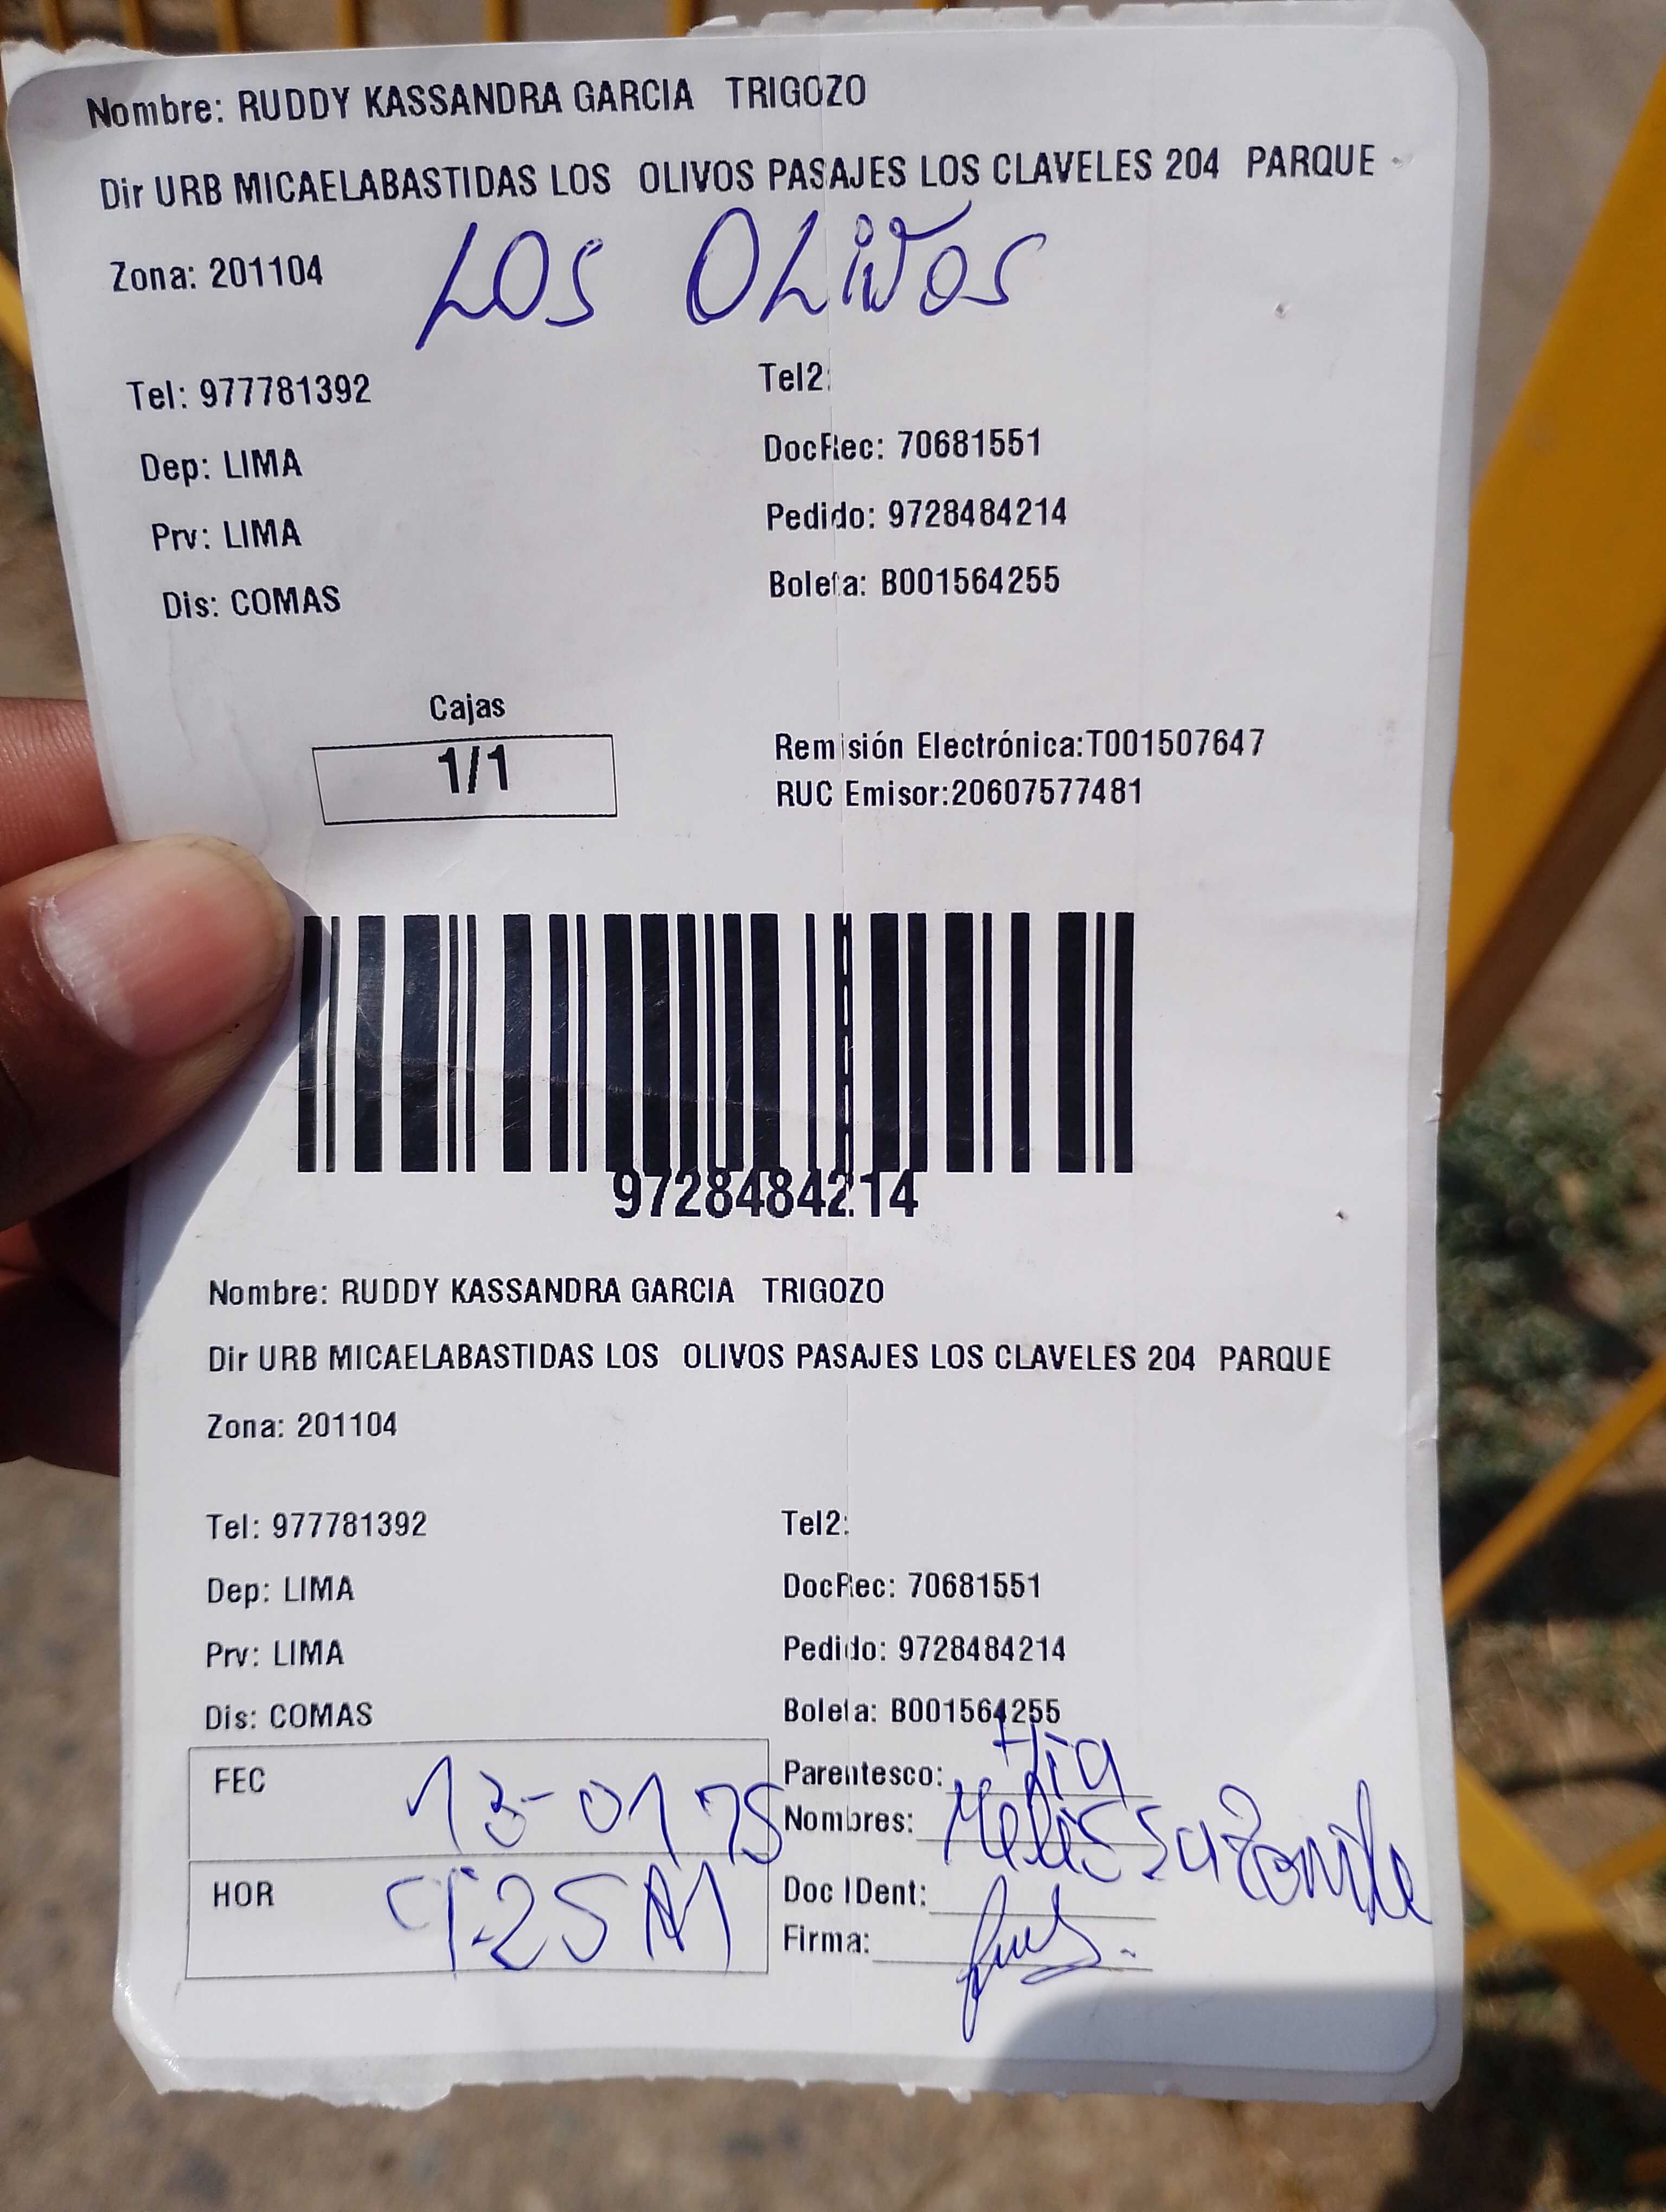 Nombre: RUDDY KASSANDRA GARCIA TRIGOZO
Dir URB MICAELABASTIDAS LOS OLIVOS PASAJES LOS CLAVELES 204 PARQUE
Zona: 201104
LOS OLIVOS
Tel: 977781392
Tel2:
Dep: LIMA
DocRec: 70681551
Prv: LIMA
Pedido: 9728484214
Dis: COMAS
Boleta: B001564255
Cajas
1/1
Remisión Electrónica:T001507647
RUC Emisor:20607577481
9728484214
Nombre: RUDDY KASSANDRA GARCIA TRIGOZO
Dir URB MICAELABASTIDAS LOS OLIVOS PASAJES LOS CLAVELES 204 PARQUE
Zona: 201104
Tel: 977781392
Tel2:
Dep: LIMA
DocRec: 70681551
Prv: LIMA
Pedido: 9728484214
Dis: COMAS
Boleta: B001564255
FEC 13-01
Parentesco: tia
Nombres: Melissa
HOR
Doc IDent:
Firma: